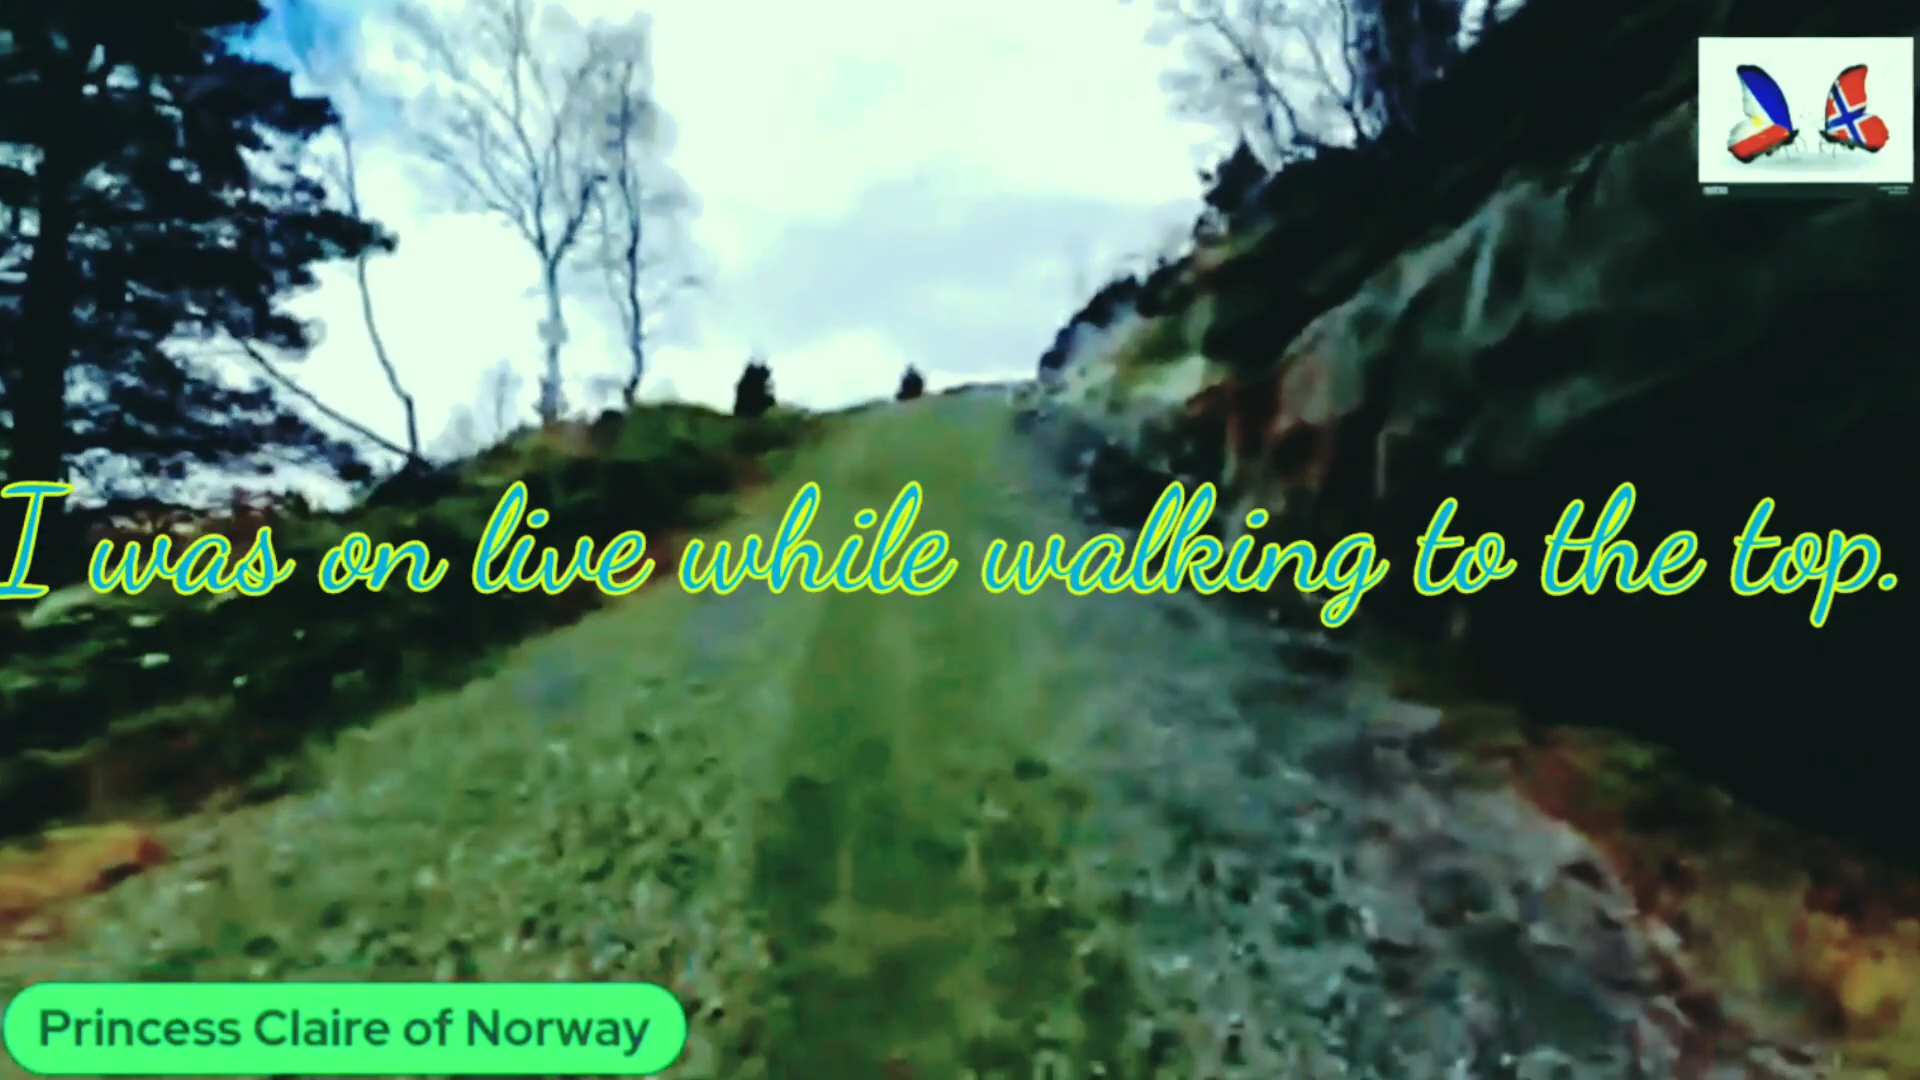 I was on live while walking to the top.
Princess Claire of Norway